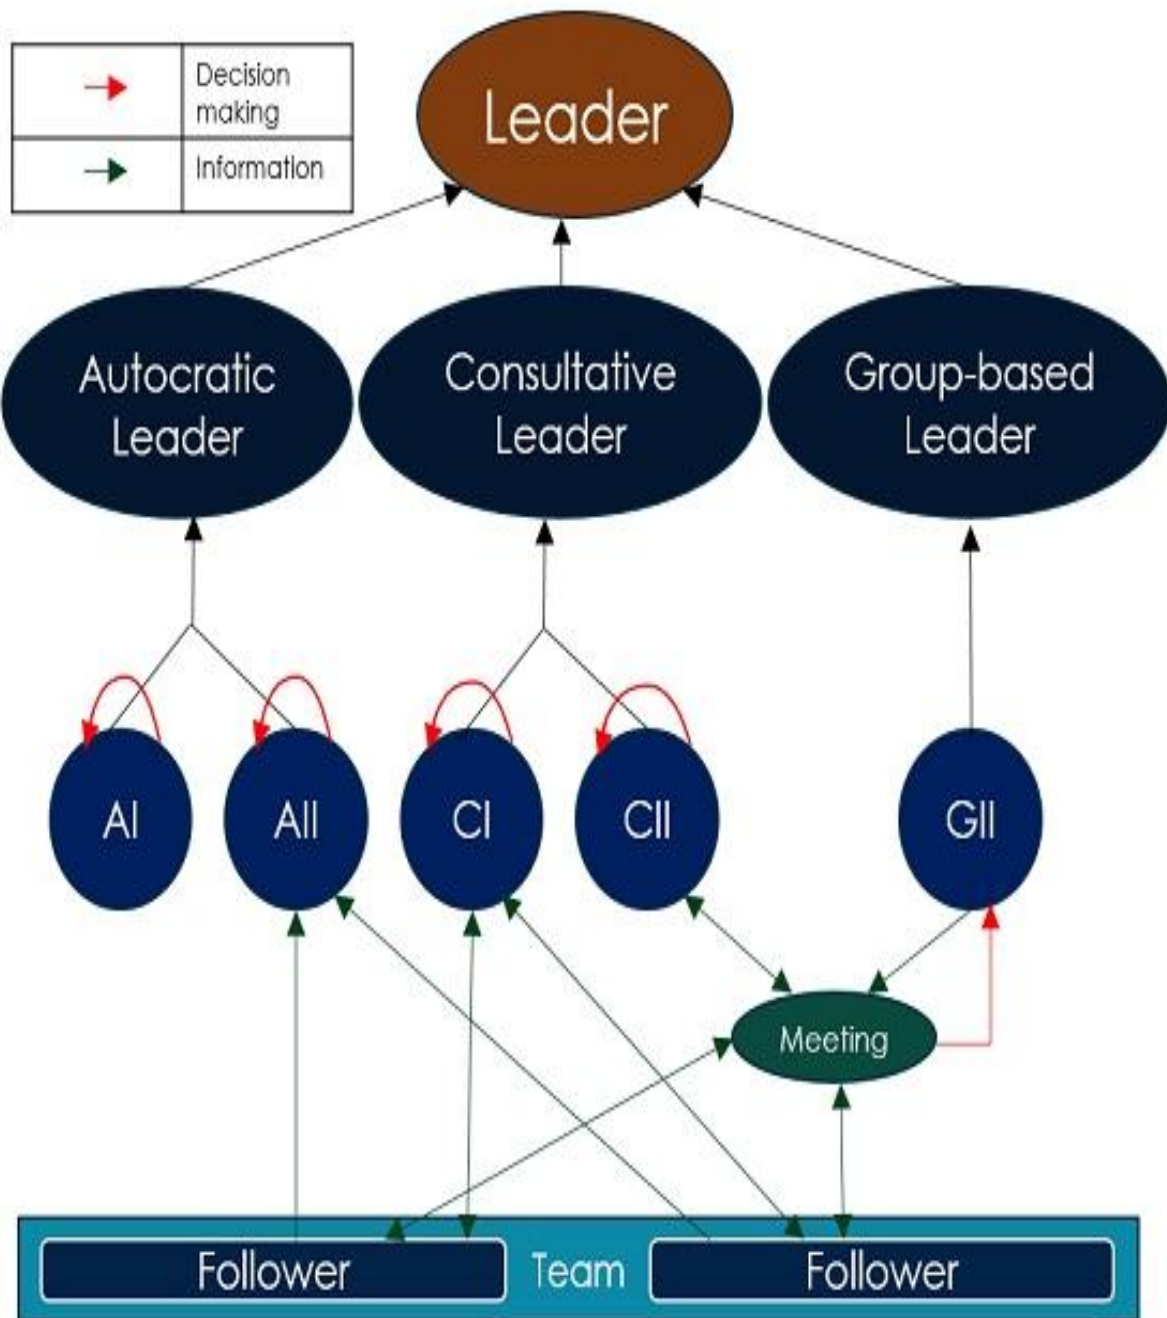 Decision
making
Information
Leader
Autocratic
Leader
Consultative
Leader
Group-based
Leader
AI
AII
CI
CII
GII
Meeting
Follower
Team
Follower